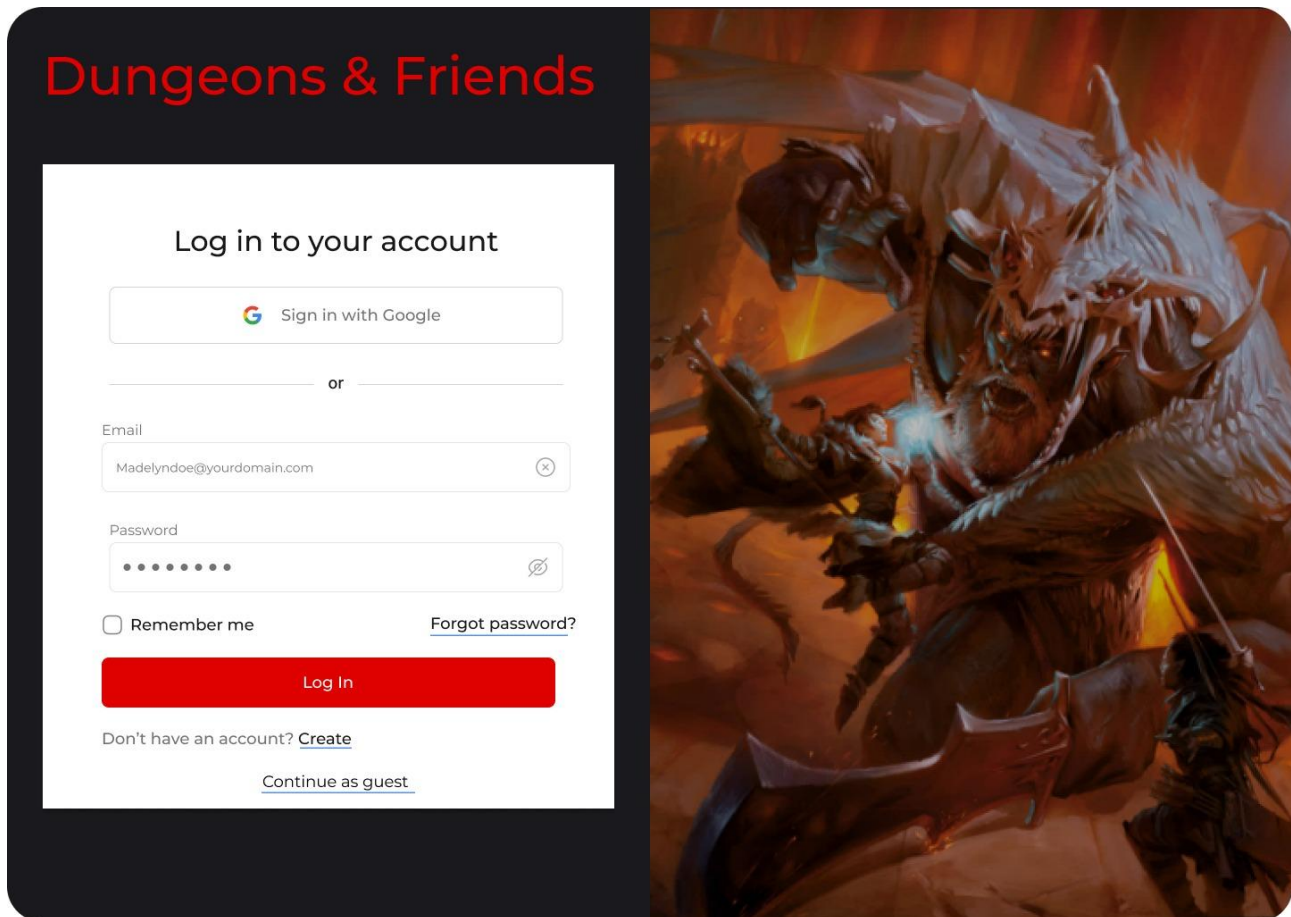 Dungeons & Friends
Log in to your account
Sign in with Google
or
Email
Madelyndoe@yourdomain.com
Password
Remember me
Forgot password?
Log In
Don't have an account? Create
Continue as guest